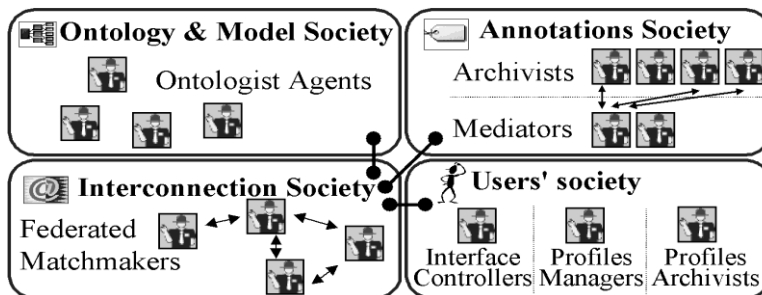 Ontology & Model Society
Ontologist Agents
Annotations Society
Archivists
Mediators
@ Interconnection Society
Federated
Matchmakers
Users' society
Interface
Controllers
Profiles
Managers
Profiles
Archivists